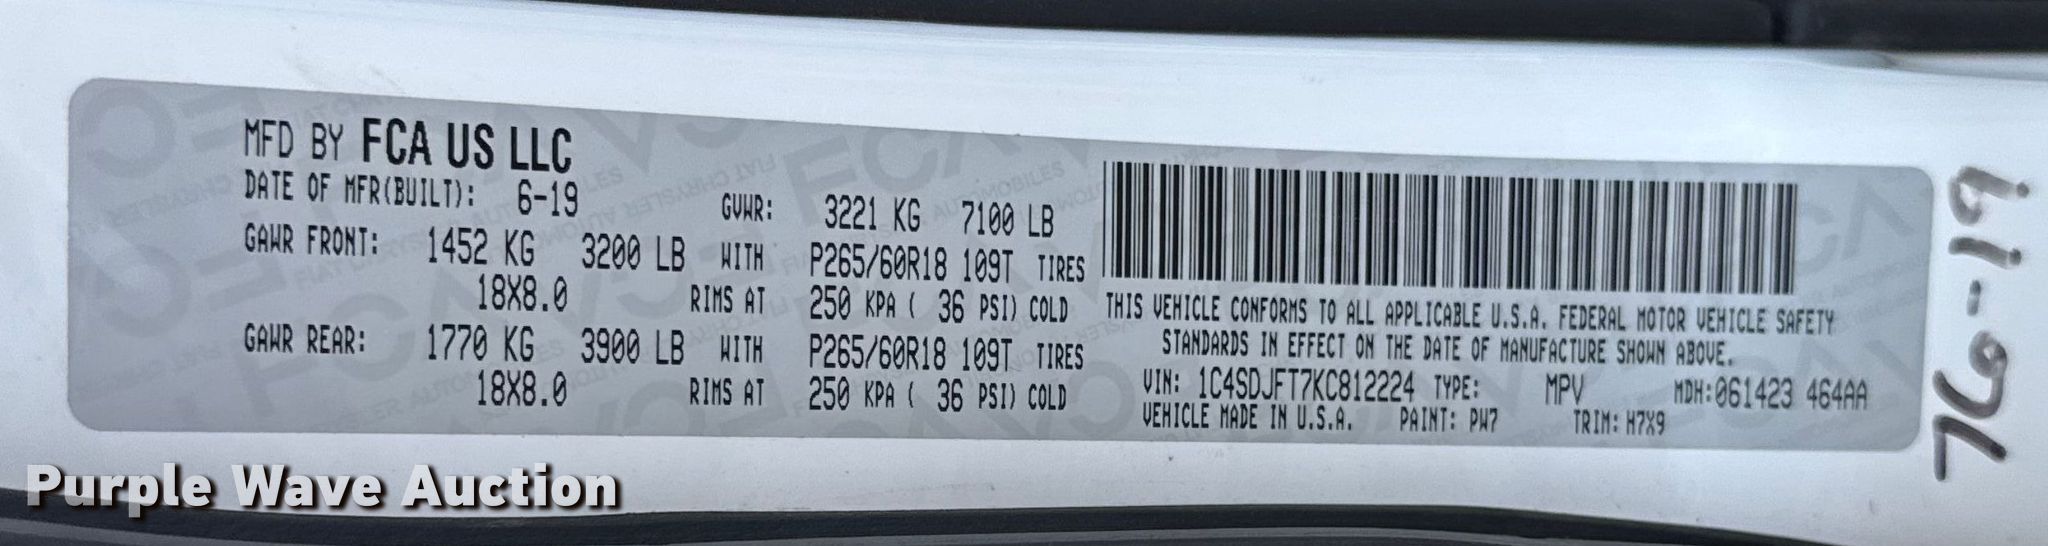 MFD BY FCA US LLC
DATE OF MFR(BUILT): 6-19 GVWR: 3221 KG 7100 LB
GAWR FRONT: 1452 KG 3200 LB WITH P265/60R18 109T TIRES
18X8.0 RIMS AT 250 KPA ( 36 PSI) COLD
GAWR REAR: 1770 KG 3900 LB WITH P265/60R18 109T TIRES
18X8.0 RIMS AT 250 KPA ( 36 PSI) COLD
THIS VEHICLE CONFORMS TO ALL APPLICABLE U.S.A. FEDERAL MOTOR VEHICLE SAFETY
STANDARDS IN EFFECT ON THE DATE OF MANUFACTURE SHOWN ABOVE.
VIN: 1C4SDJFT7KC812224 TYPE: MPV MDH:061423 464AA
VEHICLE MADE IN U.S.A. PAINT: PW7 TRIM: H7X9
76-19
Purple Wave Auction